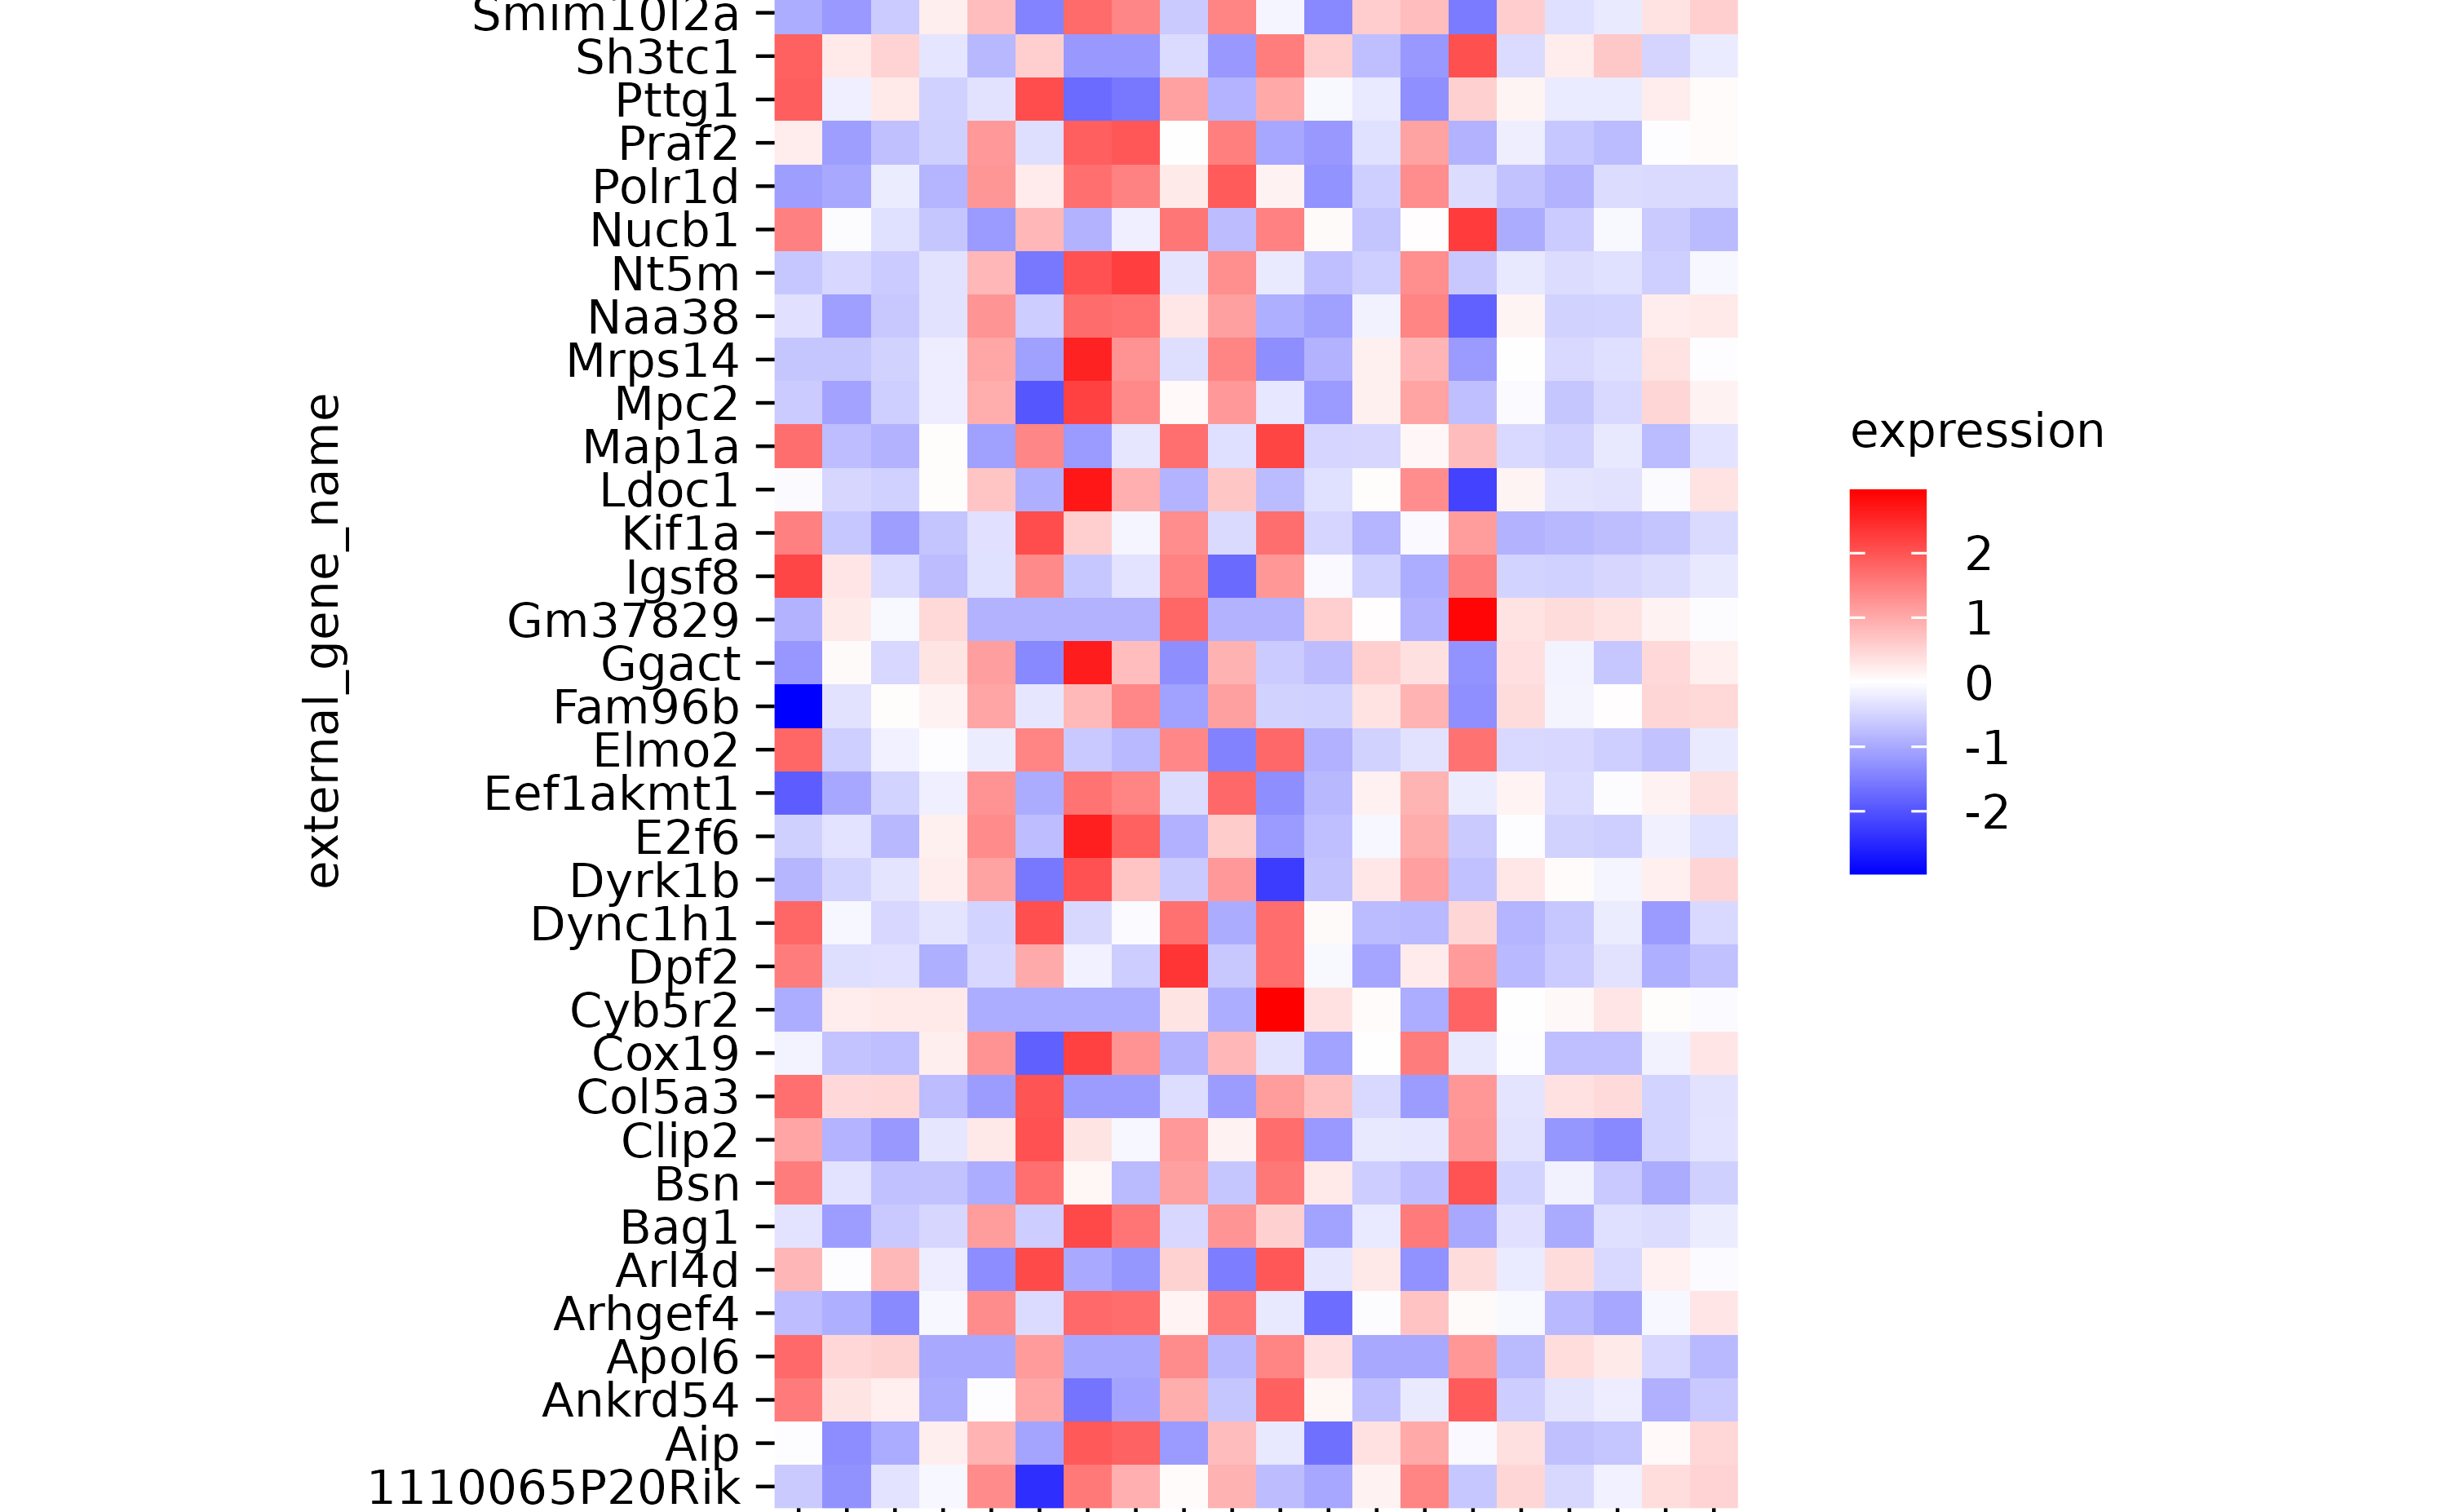 Smim10l2a
Sh3tc1
Pttg1
Praf2
Polr1d
Nucb1
Nt5m
Naa38
Mrps14
Mpc2
Map1a
Ldoc1
Kif1a
Igsf8
Gm37829
Ggact
Fam96b
Elmo2
Eef1akmt1
E2f6
Dyrk1b
Dync1h1
Dpf2
Cyb5r2
Cox19
Col5a3
Clip2
Bsn
Bag1
Arl4d
Arhgef4
Apol6
Ankrd54
Aip
1110065P20Rik
external_gene_name
expression
2
1
0
-1
-2